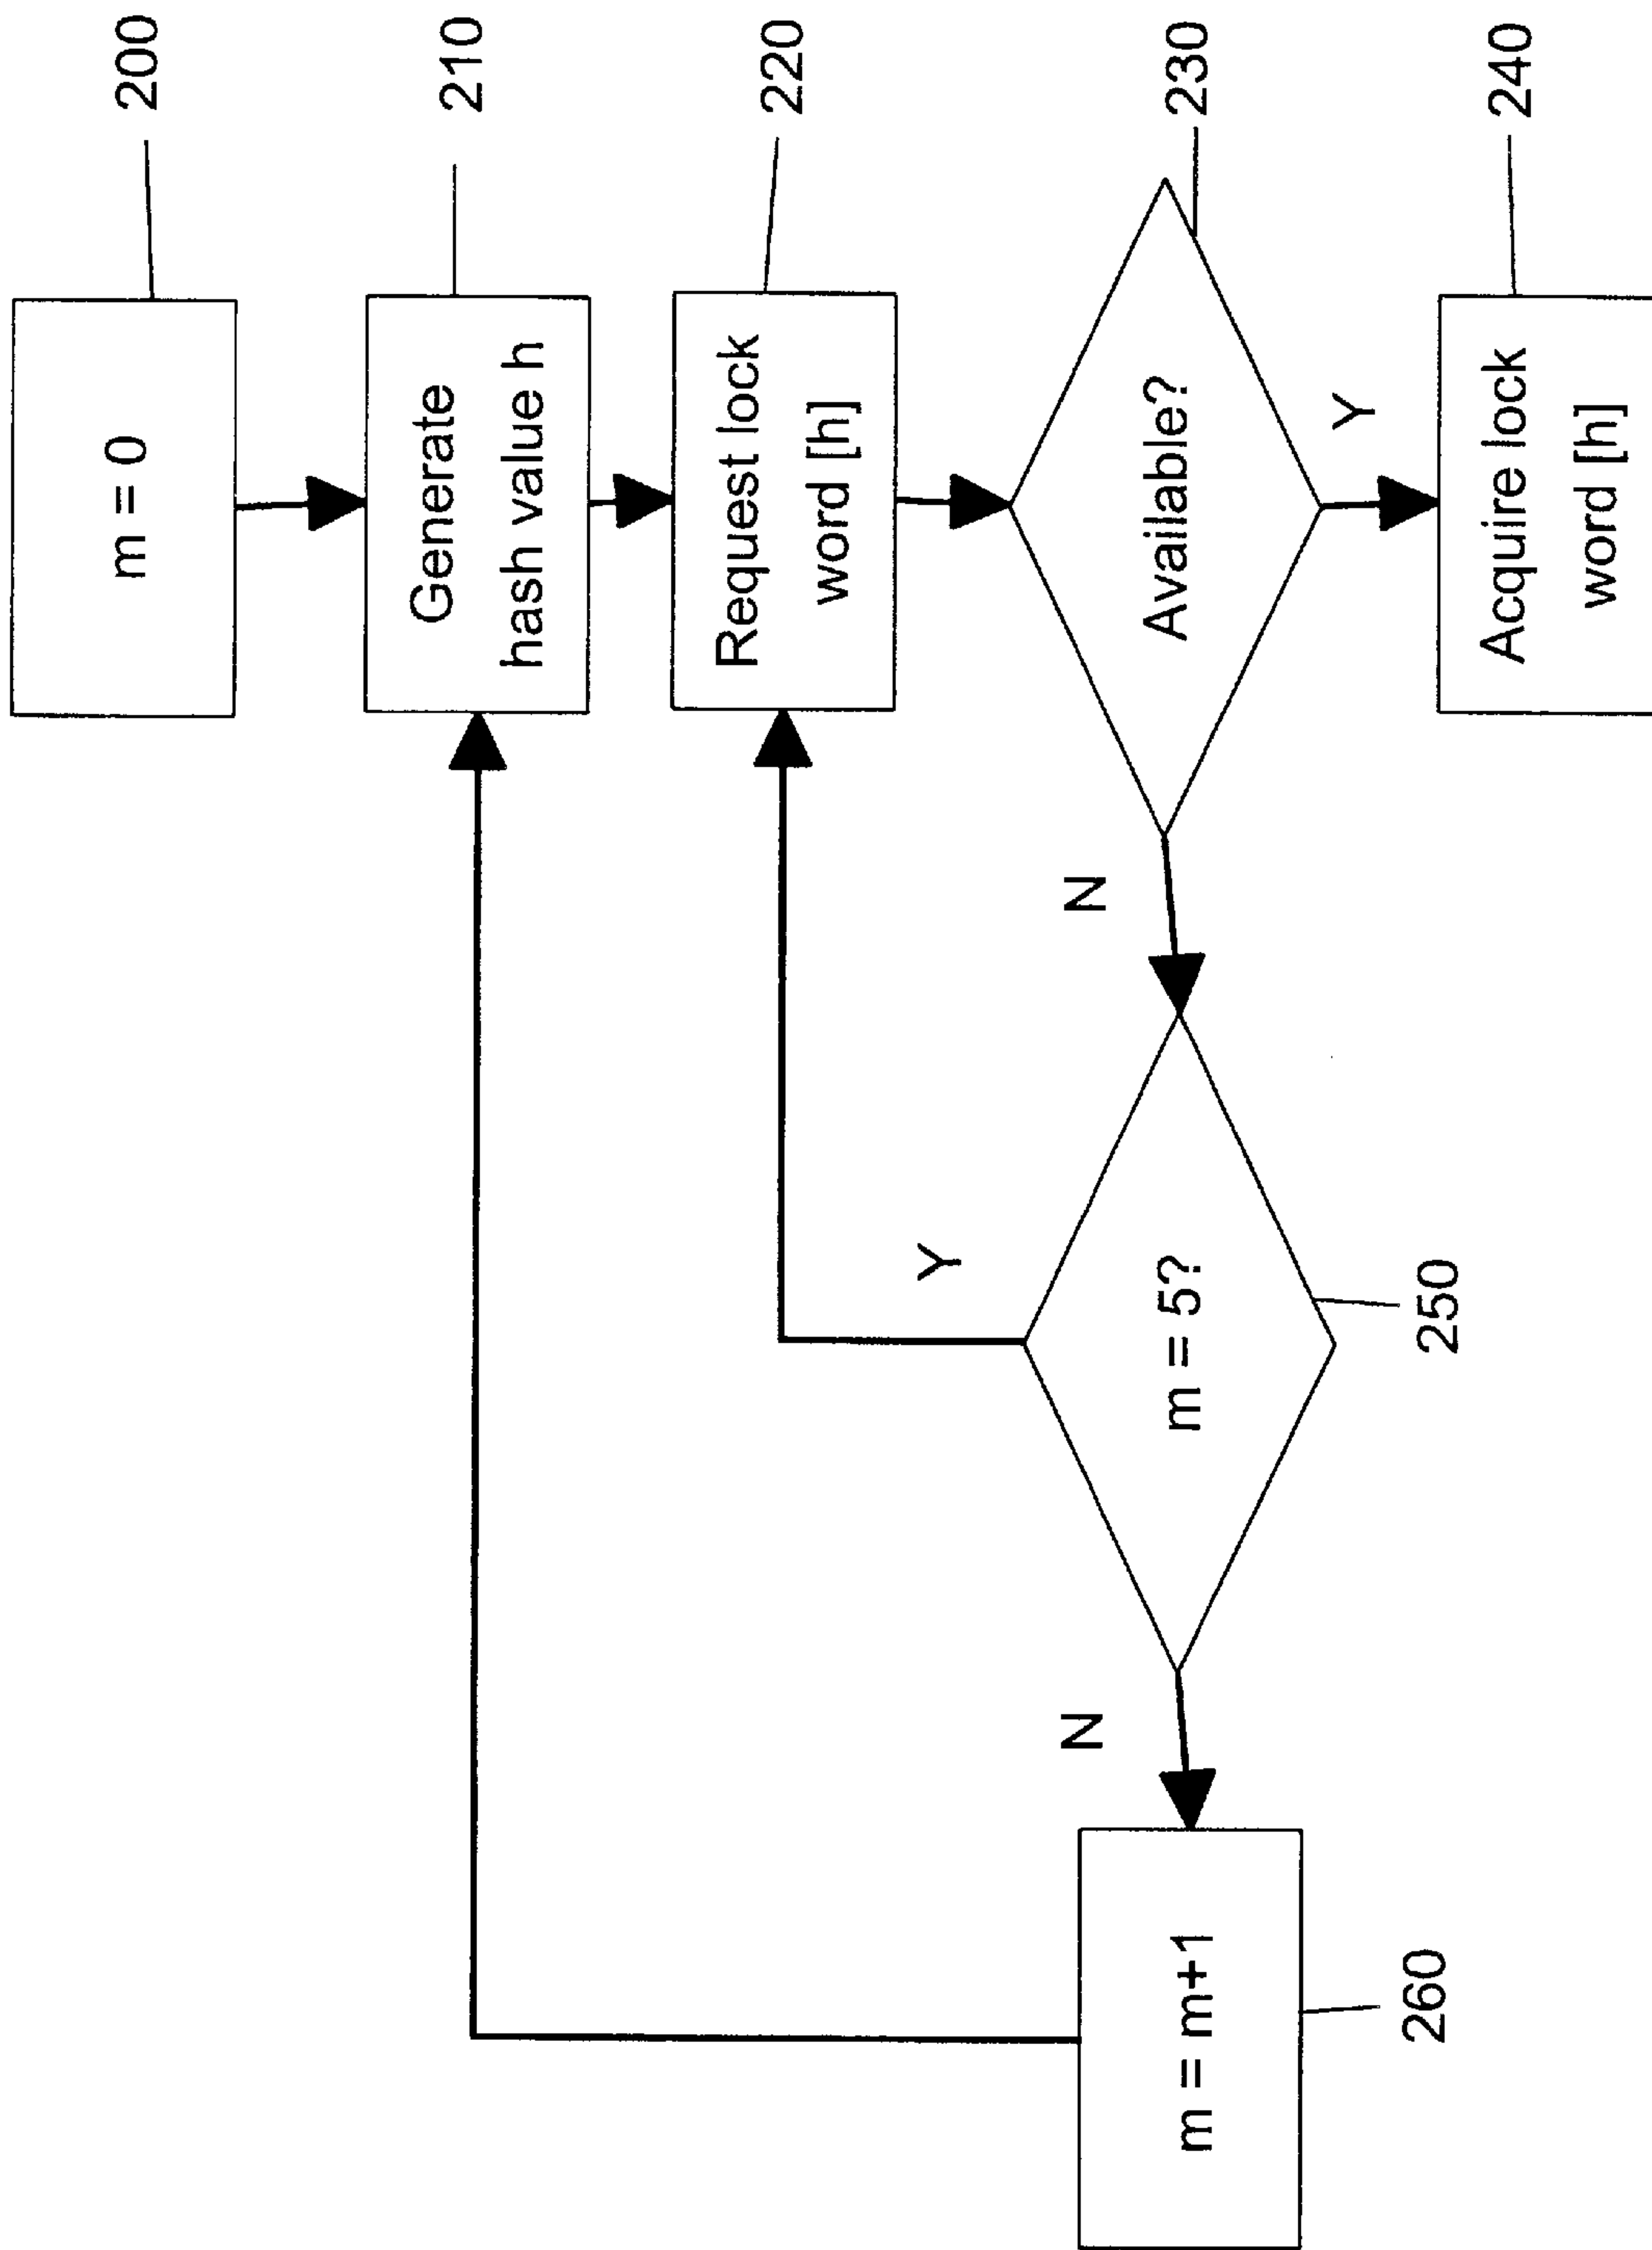 m = 0
200
Generate
hash value h
210
Request lock
word [h]
220
Available?
230
Y
N
Acquire lock
word [h]
240
m = 5?
250
Y
N
m = m+1
260